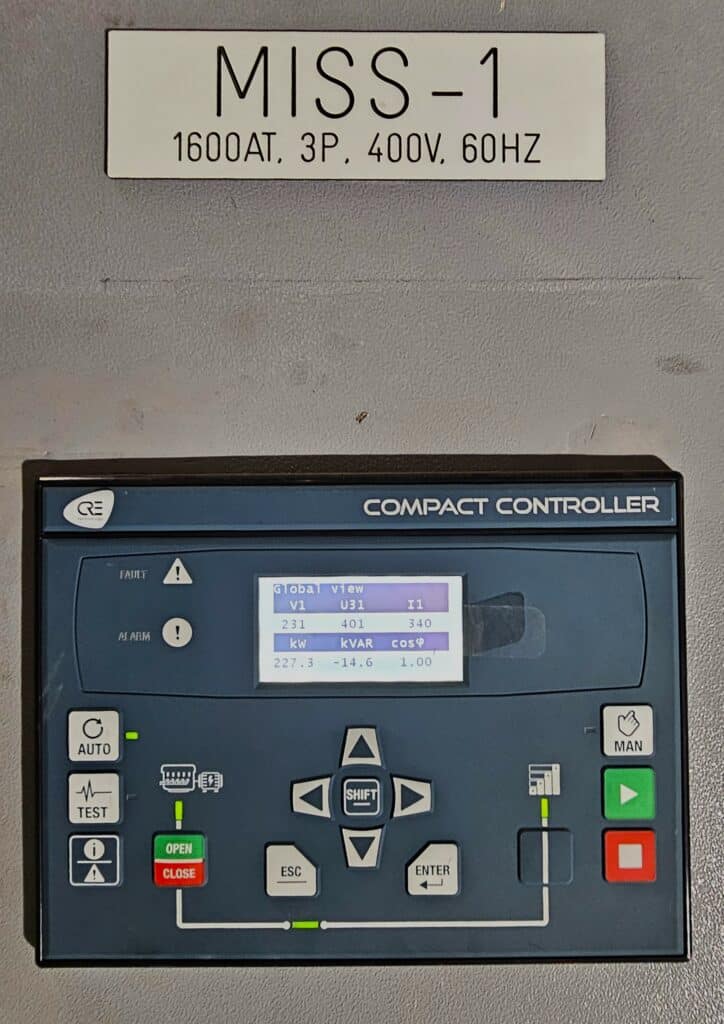 MISS-1
1600AT, 3P, 400V, 60HZ
CRE
COMPACT CONTROLLER
FAULT
ALARM
Global view
V1 U31 I1
231 401 340
kW kVAR cosφ
227.3 -14.6 1.00
AUTO
MAN
TEST
SHIFT
OPEN
CLOSE
ESC
ENTER